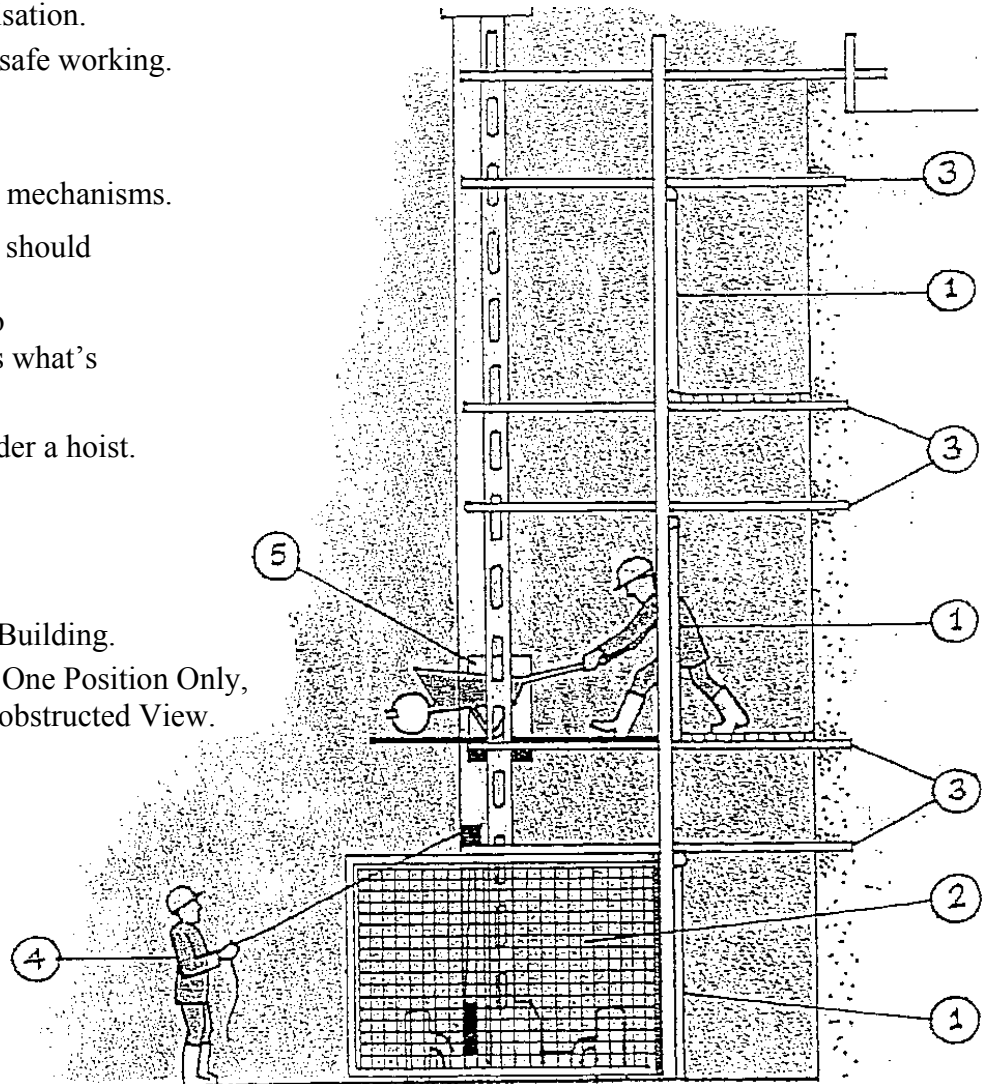 isation.
safe working.
mechanisms.
should
o
s what's
der a hoist.
Building.
One Position Only,
obstructed View.
3
1
3
5
1
3
2
4
1